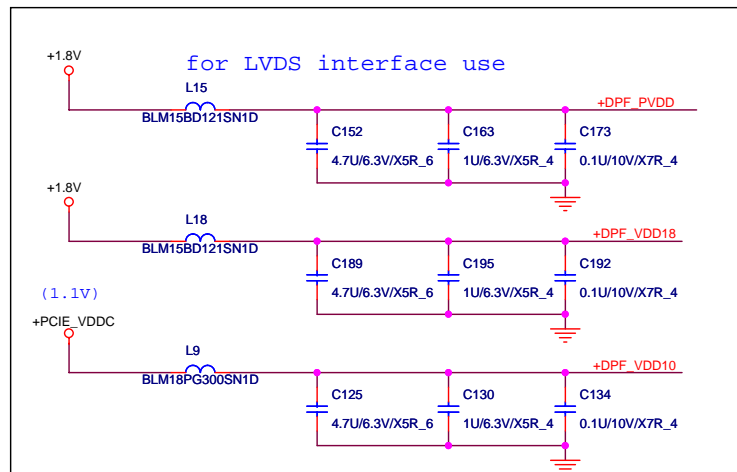 +1.8V
for LVDS interface use
L15
+DPF_PVDD
BLM15BD121SN1D
C152
C163
C173
4.7U/6.3V/X5R_6
1U/6.3V/X5R_4
0.1U/10V/X7R_4
+1.8V
L18
+DPF_VDD18
BLM15BD121SN1D
C189
C195
C192
4.7U/6.3V/X5R_6
1U/6.3V/X5R_4
0.1U/10V/X7R_4
(1.1V)
+PCIE_VDDC
L9
+DPF_VDD10
BLM18PG300SN1D
C125
C130
C134
4.7U/6.3V/X5R_6
1U/6.3V/X5R_4
0.1U/10V/X7R_4